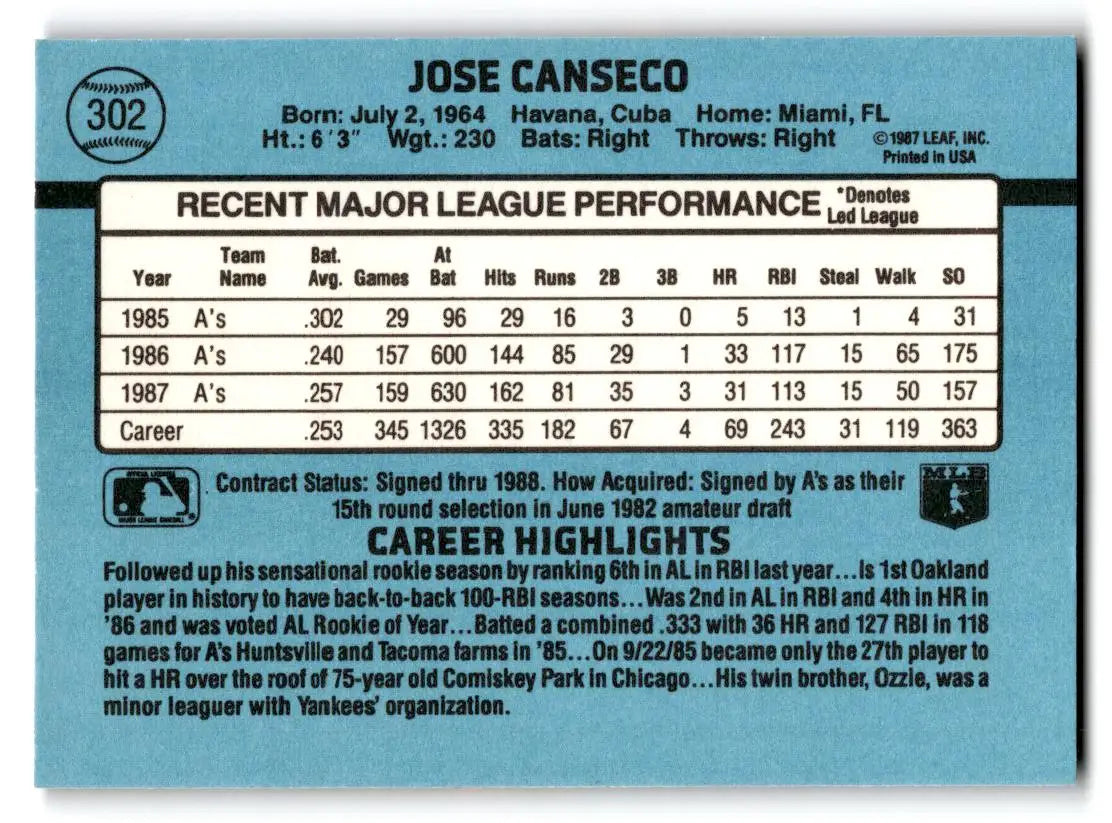 302
JOSE CANSECO
Born: July 2, 1964 Havana, Cuba Home: Miami, FL
Ht.: 6'3" Wgt.: 230 Bats: Right Throws: Right
©1987 LEAF, INC.
Printed in USA
RECENT MAJOR LEAGUE PERFORMANCE *Denotes
Led League
Year Team Name Bat. Avg. Games At Bat Hits Runs 2B 3B HR RBI Steal Walk SO
1985 A's .302 29 96 29 16 3 0 5 13 1 4 31
1986 A's .240 157 600 144 85 29 1 33 117 15 65 175
1987 A's .257 159 630 162 81 35 3 31 113 15 50 157
Career .253 345 1326 335 182 67 4 69 243 31 119 363
OFFICIAL LICENSEE
MAJOR LEAGUE BASEBALL
MLB
Contract Status: Signed thru 1988. How Acquired: Signed by A's as their
15th round selection in June 1982 amateur draft
CAREER HIGHLIGHTS
Followed up his sensational rookie season by ranking 6th in AL in RBI last year...Is 1st Oakland
player in history to have back-to-back 100-RBI seasons...Was 2nd in AL in RBI and 4th in HR in
'86 and was voted AL Rookie of Year...Batted a combined .333 with 36 HR and 127 RBI in 118
games for A's Huntsville and Tacoma farms in '85...On 9/22/85 became only the 27th player to
hit a HR over the roof of 75-year old Comiskey Park in Chicago...His twin brother, Ozzie, was a
minor leaguer with Yankees' organization.